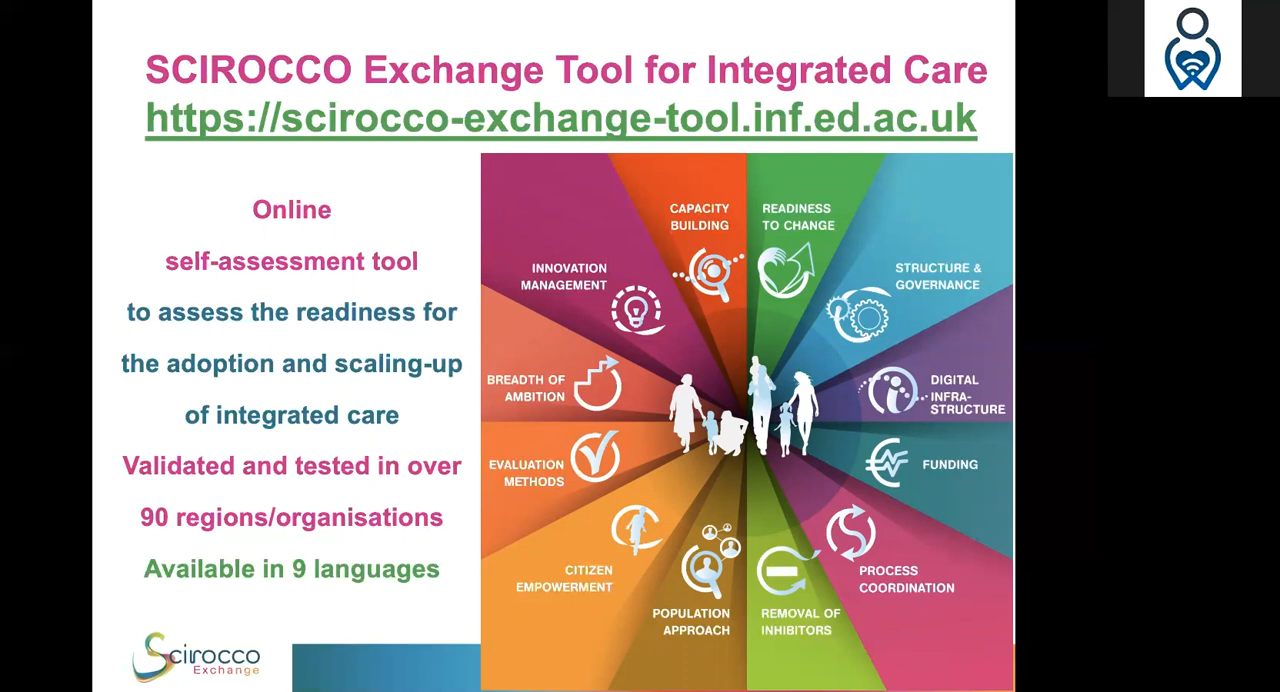 SCIROCCO Exchange Tool for Integrated Care
https://scirocco-exchange-tool.inf.ed.ac.uk
Online
self-assessment tool
to assess the readiness for
the adoption and scaling-up
of integrated care
Validated and tested in over
90 regions/organisations
Available in 9 languages
CAPACITY
BUILDING
READINESS
TO CHANGE
INNOVATION
MANAGEMENT
STRUCTURE &
GOVERNANCE
BREADTH OF
AMBITION
DIGITAL
INFRA-
STRUCTURE
EVALUATION
METHODS
FUNDING
CITIZEN
EMPOWERMENT
PROCESS
COORDINATION
POPULATION
APPROACH
REMOVAL OF
INHIBITORS
Scirocco
Exchange